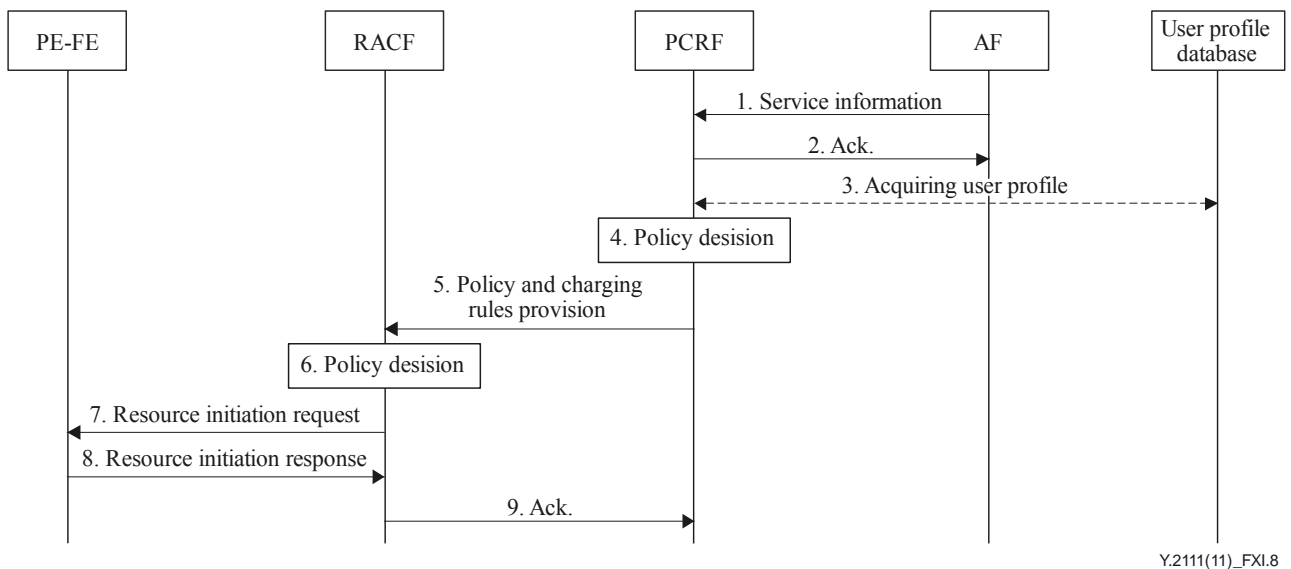 PE-FE
RACF
PCRF
AF
User profile
database
1. Service information
2. Ack.
3. Acquiring user profile
4. Policy desision
5. Policy and charging
rules provision
6. Policy desision
7. Resource initiation request
8. Resource initiation response
9. Ack.
Y.2111(11)_FXI.8